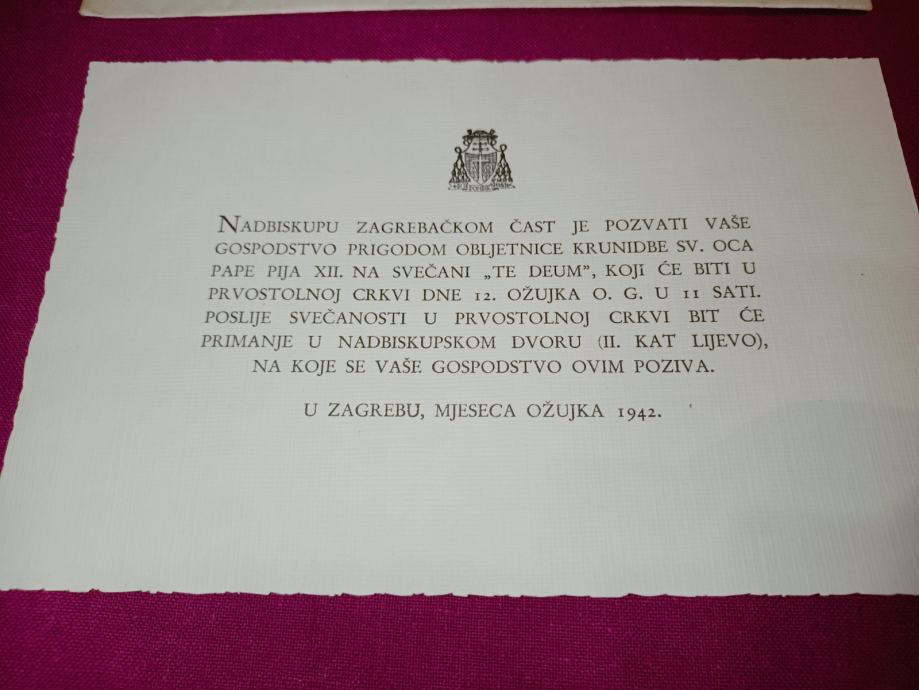 NADBISKUPU ZAGREBAČKOM ČAST JE POZVATI VAŠE
GOSPODSTVO PRIGODOM OBLJETNICE KRUNIDBE SV. OCA
PAPE PIJA XII. NA SVEČANI „TE DEUM”, KOJI ĆE BITI U
PRVOSTOLNOJ CRKVI DNE 12. OŽUJKA O. G. U 11 SATI.
POSLIJE SVEČANOSTI U PRVOSTOLNOJ CRKVI BIT ĆE
PRIMANJE U NADBISKUPSKOM DVORU (II. KAT LIJEVO),
NA KOJE SE VAŠE GOSPODSTVO OVIM POZIVA.
U ZAGREBU, MJESECA OŽUJKA 1942.